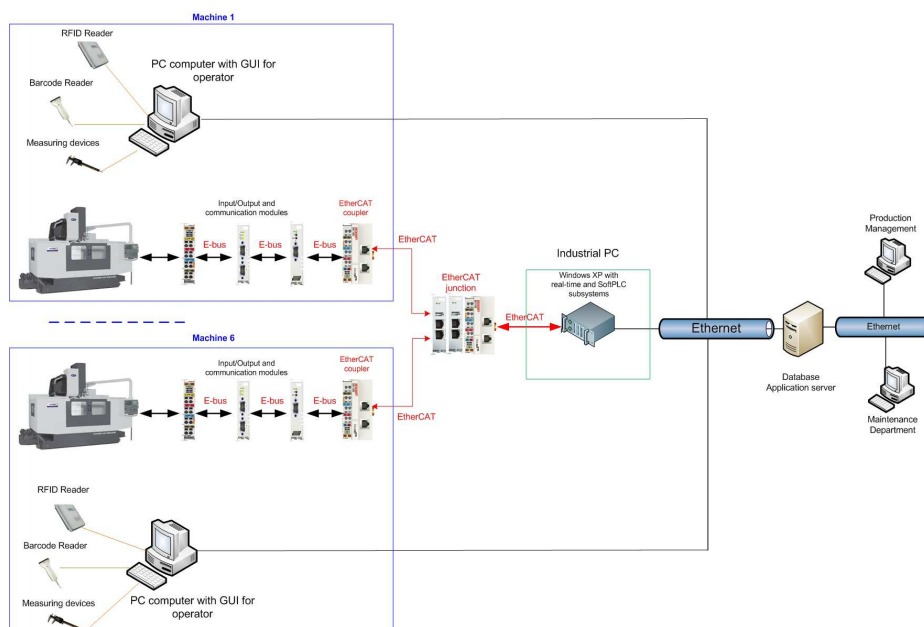 Machine 1
RFID Reader
PC computer with GUI for
operator
Barcode Reader
Measuring devices
Input/Output and
communication modules
EtherCAT
coupler
E-bus
E-bus
E-bus
EtherCAT
EtherCAT
junction
EtherCAT
Industrial PC
Windows XP with
real-time and SoftPLC
subsystems
Ethernet
Database
Application server
Production
Management
Ethernet
Maintenance
Department
Machine 6
Input/Output and
communication modules
EtherCAT
coupler
E-bus
E-bus
E-bus
EtherCAT
RFID Reader
Barcode Reader
Measuring devices
PC computer with GUI for
operator